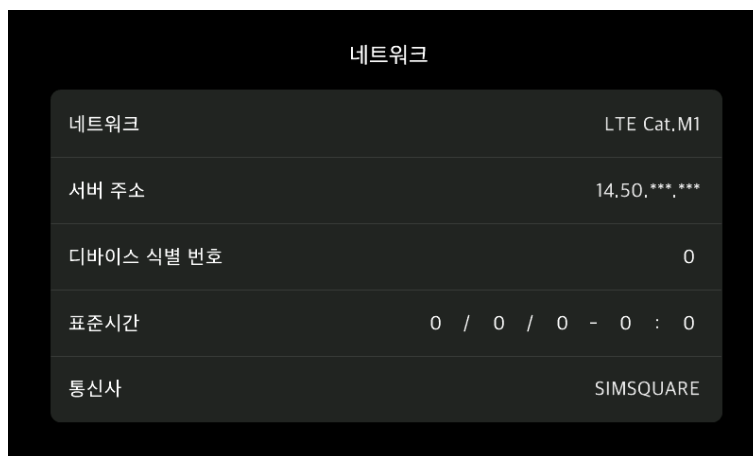 네트워크
네트워크 LTE Cat.M1
서버 주소 14.50.***.***
디바이스 식별 번호 0
표준시간 0 / 0 / 0 - 0 : 0
통신사 SIMSQUARE